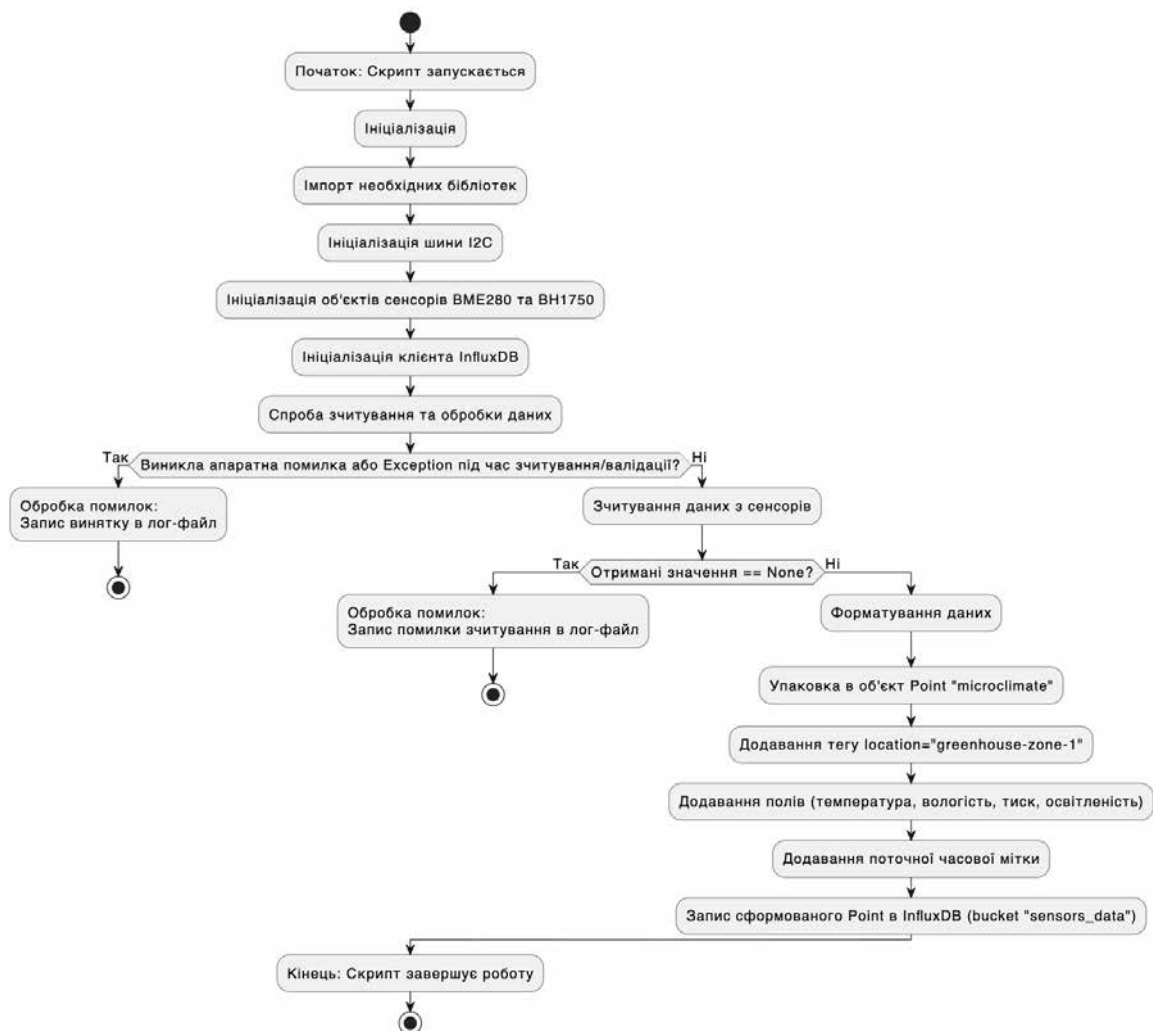 Початок: Скрипт запускається
Ініціалізація
Імпорт необхідних бібліотек
Ініціалізація шини I2C
Ініціалізація об'єктів сенсорів BME280 та BH1750
Ініціалізація клієнта InfluxDB
Спроба зчитування та обробки даних
Так
Виникла апаратна помилка або Exception під час зчитування/валідації?
Ні
Обробка помилок:
Запис винятку в лог-файл
Зчитування даних з сенсорів
Так
Отримані значення == None?
Ні
Обробка помилок:
Запис помилки зчитування в лог-файл
Форматування даних
Упаковка в об'єкт Point "microclimate"
Додавання тегу location="greenhouse-zone-1"
Додавання полів (температура, вологість, тиск, освітленість)
Додавання поточної часової мітки
Запис сформованого Point в InfluxDB (bucket "sensors_data")
Кінець: Скрипт завершує роботу